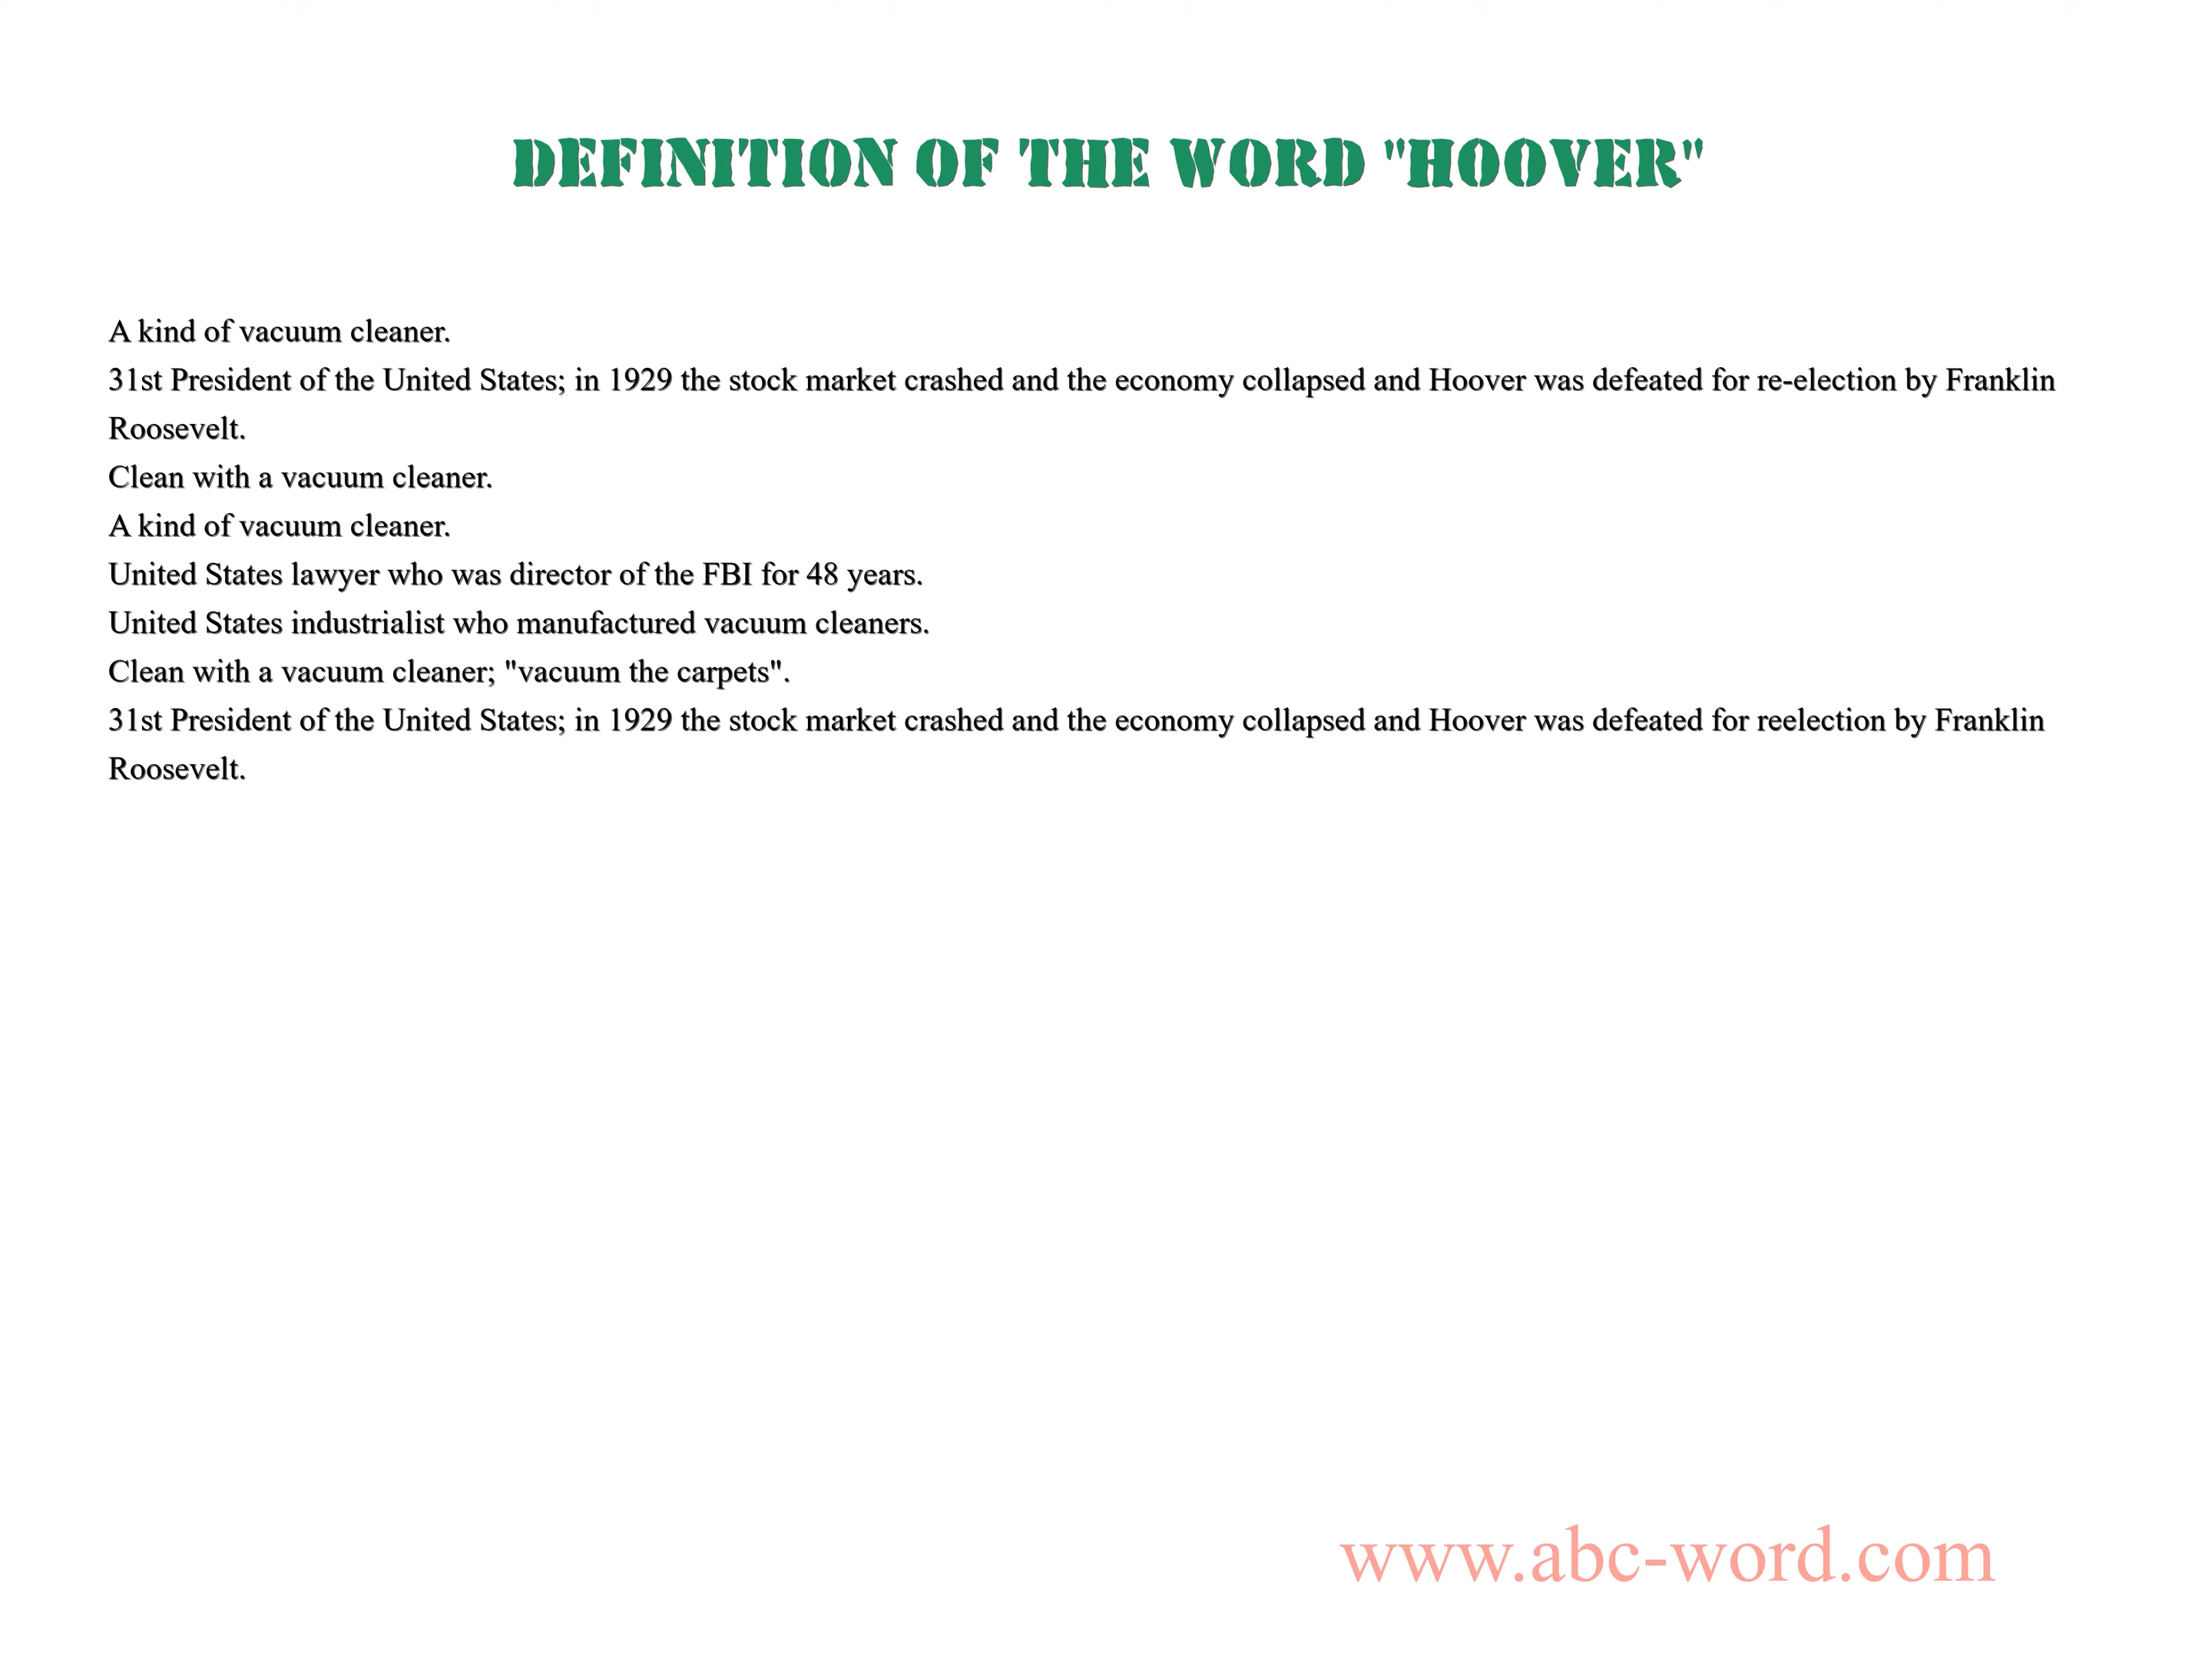 DEFINITION OF THE WORD "HOOVER"
A kind of vacuum cleaner.
31st President of the United States; in 1929 the stock market crashed and the economy collapsed and Hoover was defeated for re-election by Franklin
Roosevelt.
Clean with a vacuum cleaner.
A kind of vacuum cleaner.
United States lawyer who was director of the FBI for 48 years.
United States industrialist who manufactured vacuum cleaners.
Clean with a vacuum cleaner; "vacuum the carpets".
31st President of the United States; in 1929 the stock market crashed and the economy collapsed and Hoover was defeated for reelection by Franklin
Roosevelt.
www.abc-word.com